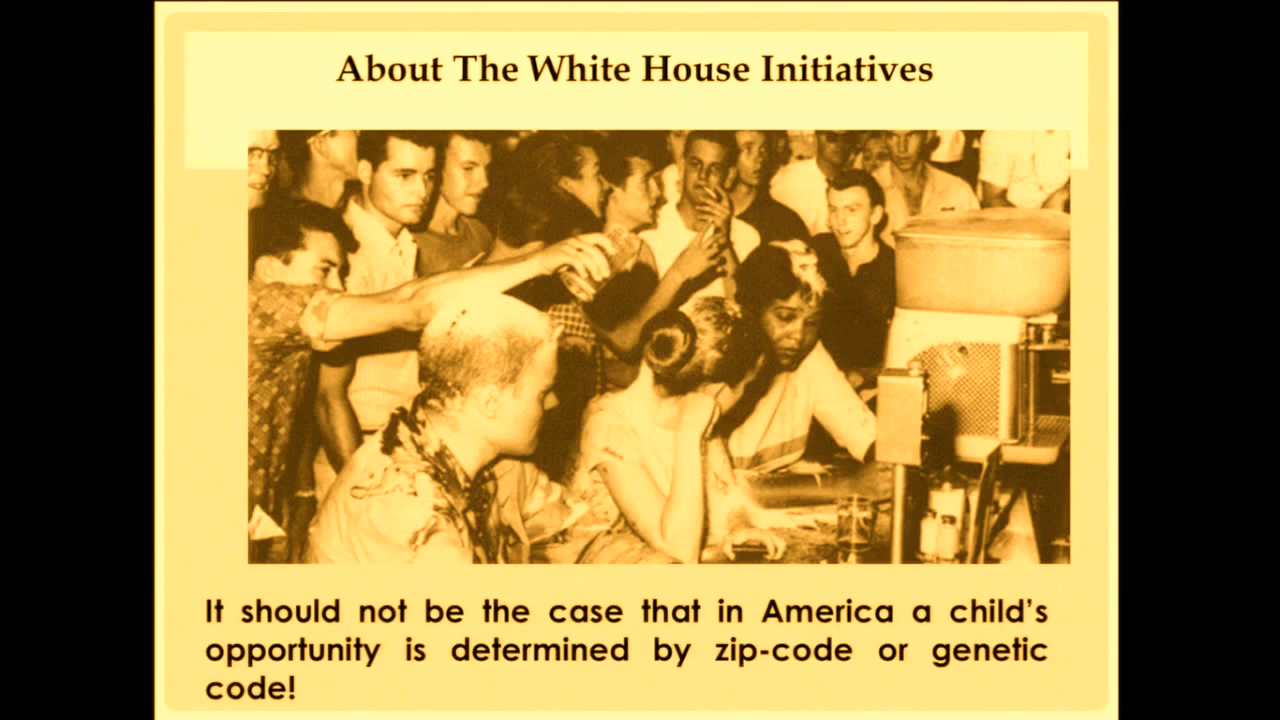 About The White House Initiatives
It should not be the case that in America a child's
opportunity is determined by zip-code or genetic
code!